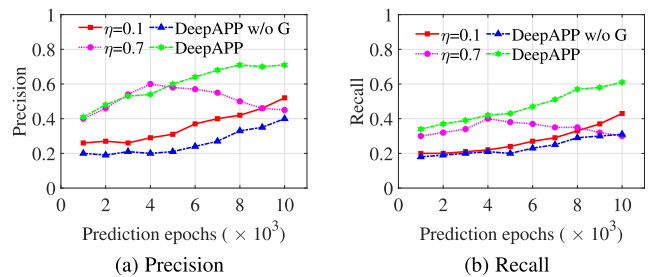 1
0.8
0.6
0.4
0.2
0
Precision
η=0.1
DeepAPP w/o G
η=0.7
DeepAPP
0 2 4 6 8 10
Prediction epochs ( × 10³)
(a) Precision
1
0.8
0.6
0.4
0.2
0
Recall
η=0.1
DeepAPP w/o G
η=0.7
DeepAPP
0 2 4 6 8 10
Prediction epochs ( × 10³)
(b) Recall